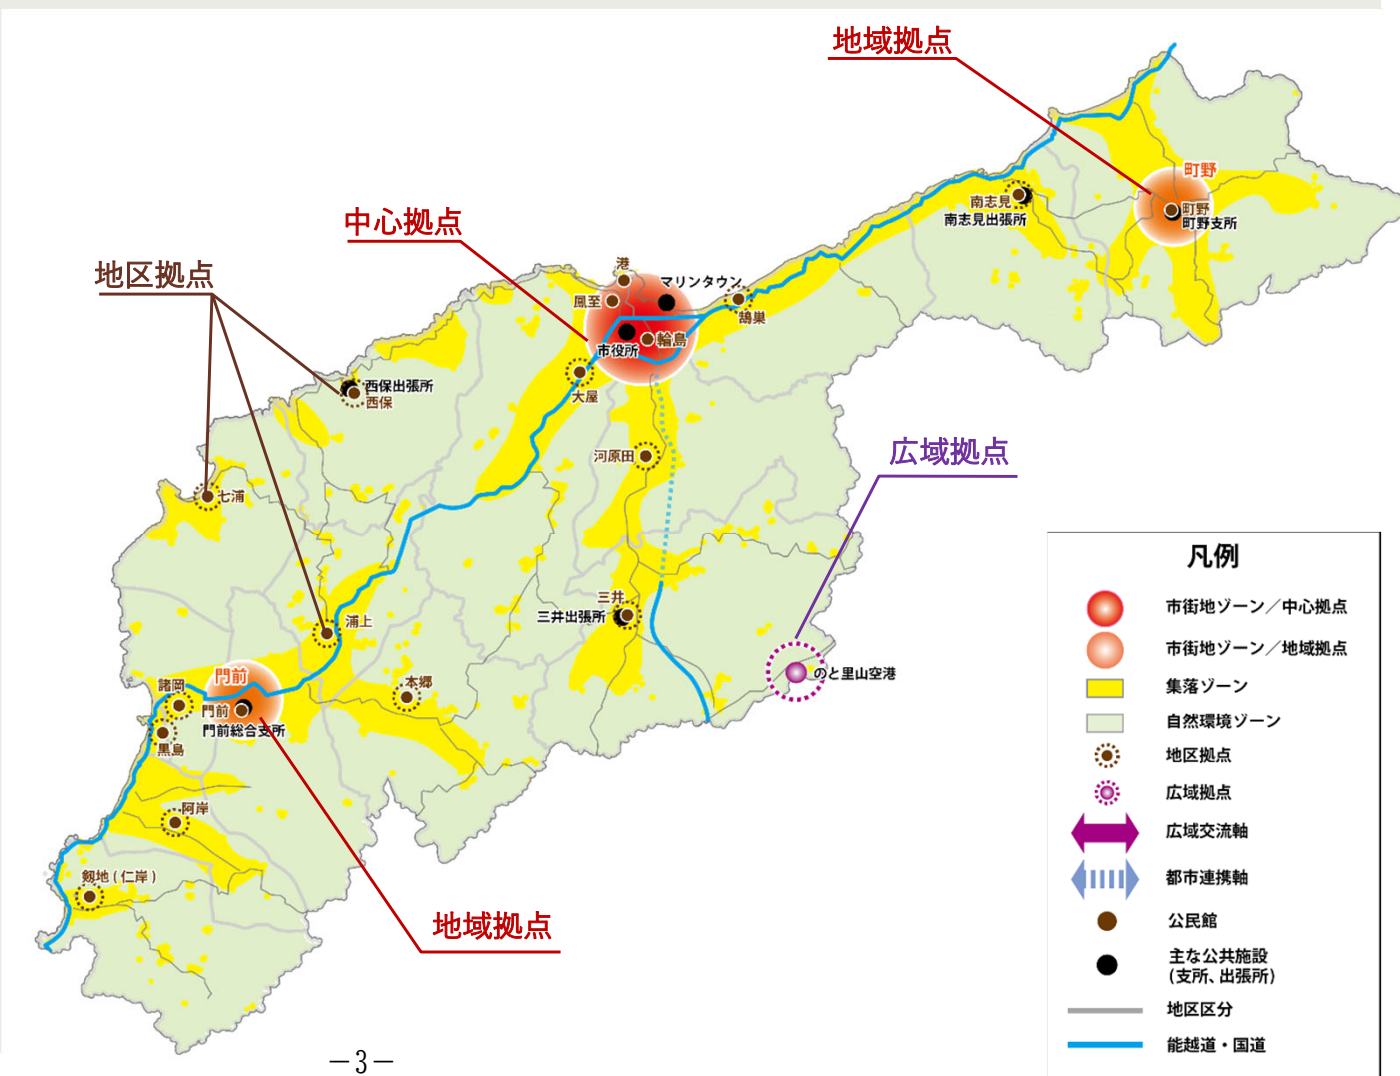 地域拠点
町野
町野
町野支所
南志見
南志見出張所
中心拠点
港
マリンタウン
鳳至
鵠巣
輪島
市役所
大屋
地区拠点
西保出張所
西保
河原田
広域拠点
七浦
三井
三井出張所
浦上
のと里山空港
門前
諸岡
門前
門前総合支所
本郷
黒島
阿岸
剱地(仁岸)
地域拠点
凡例
市街地ゾーン／中心拠点
市街地ゾーン／地域拠点
集落ゾーン
自然環境ゾーン
地区拠点
広域拠点
広域交流軸
都市連携軸
公民館
主な公共施設
(支所、出張所)
地区区分
能越道・国道
－3－